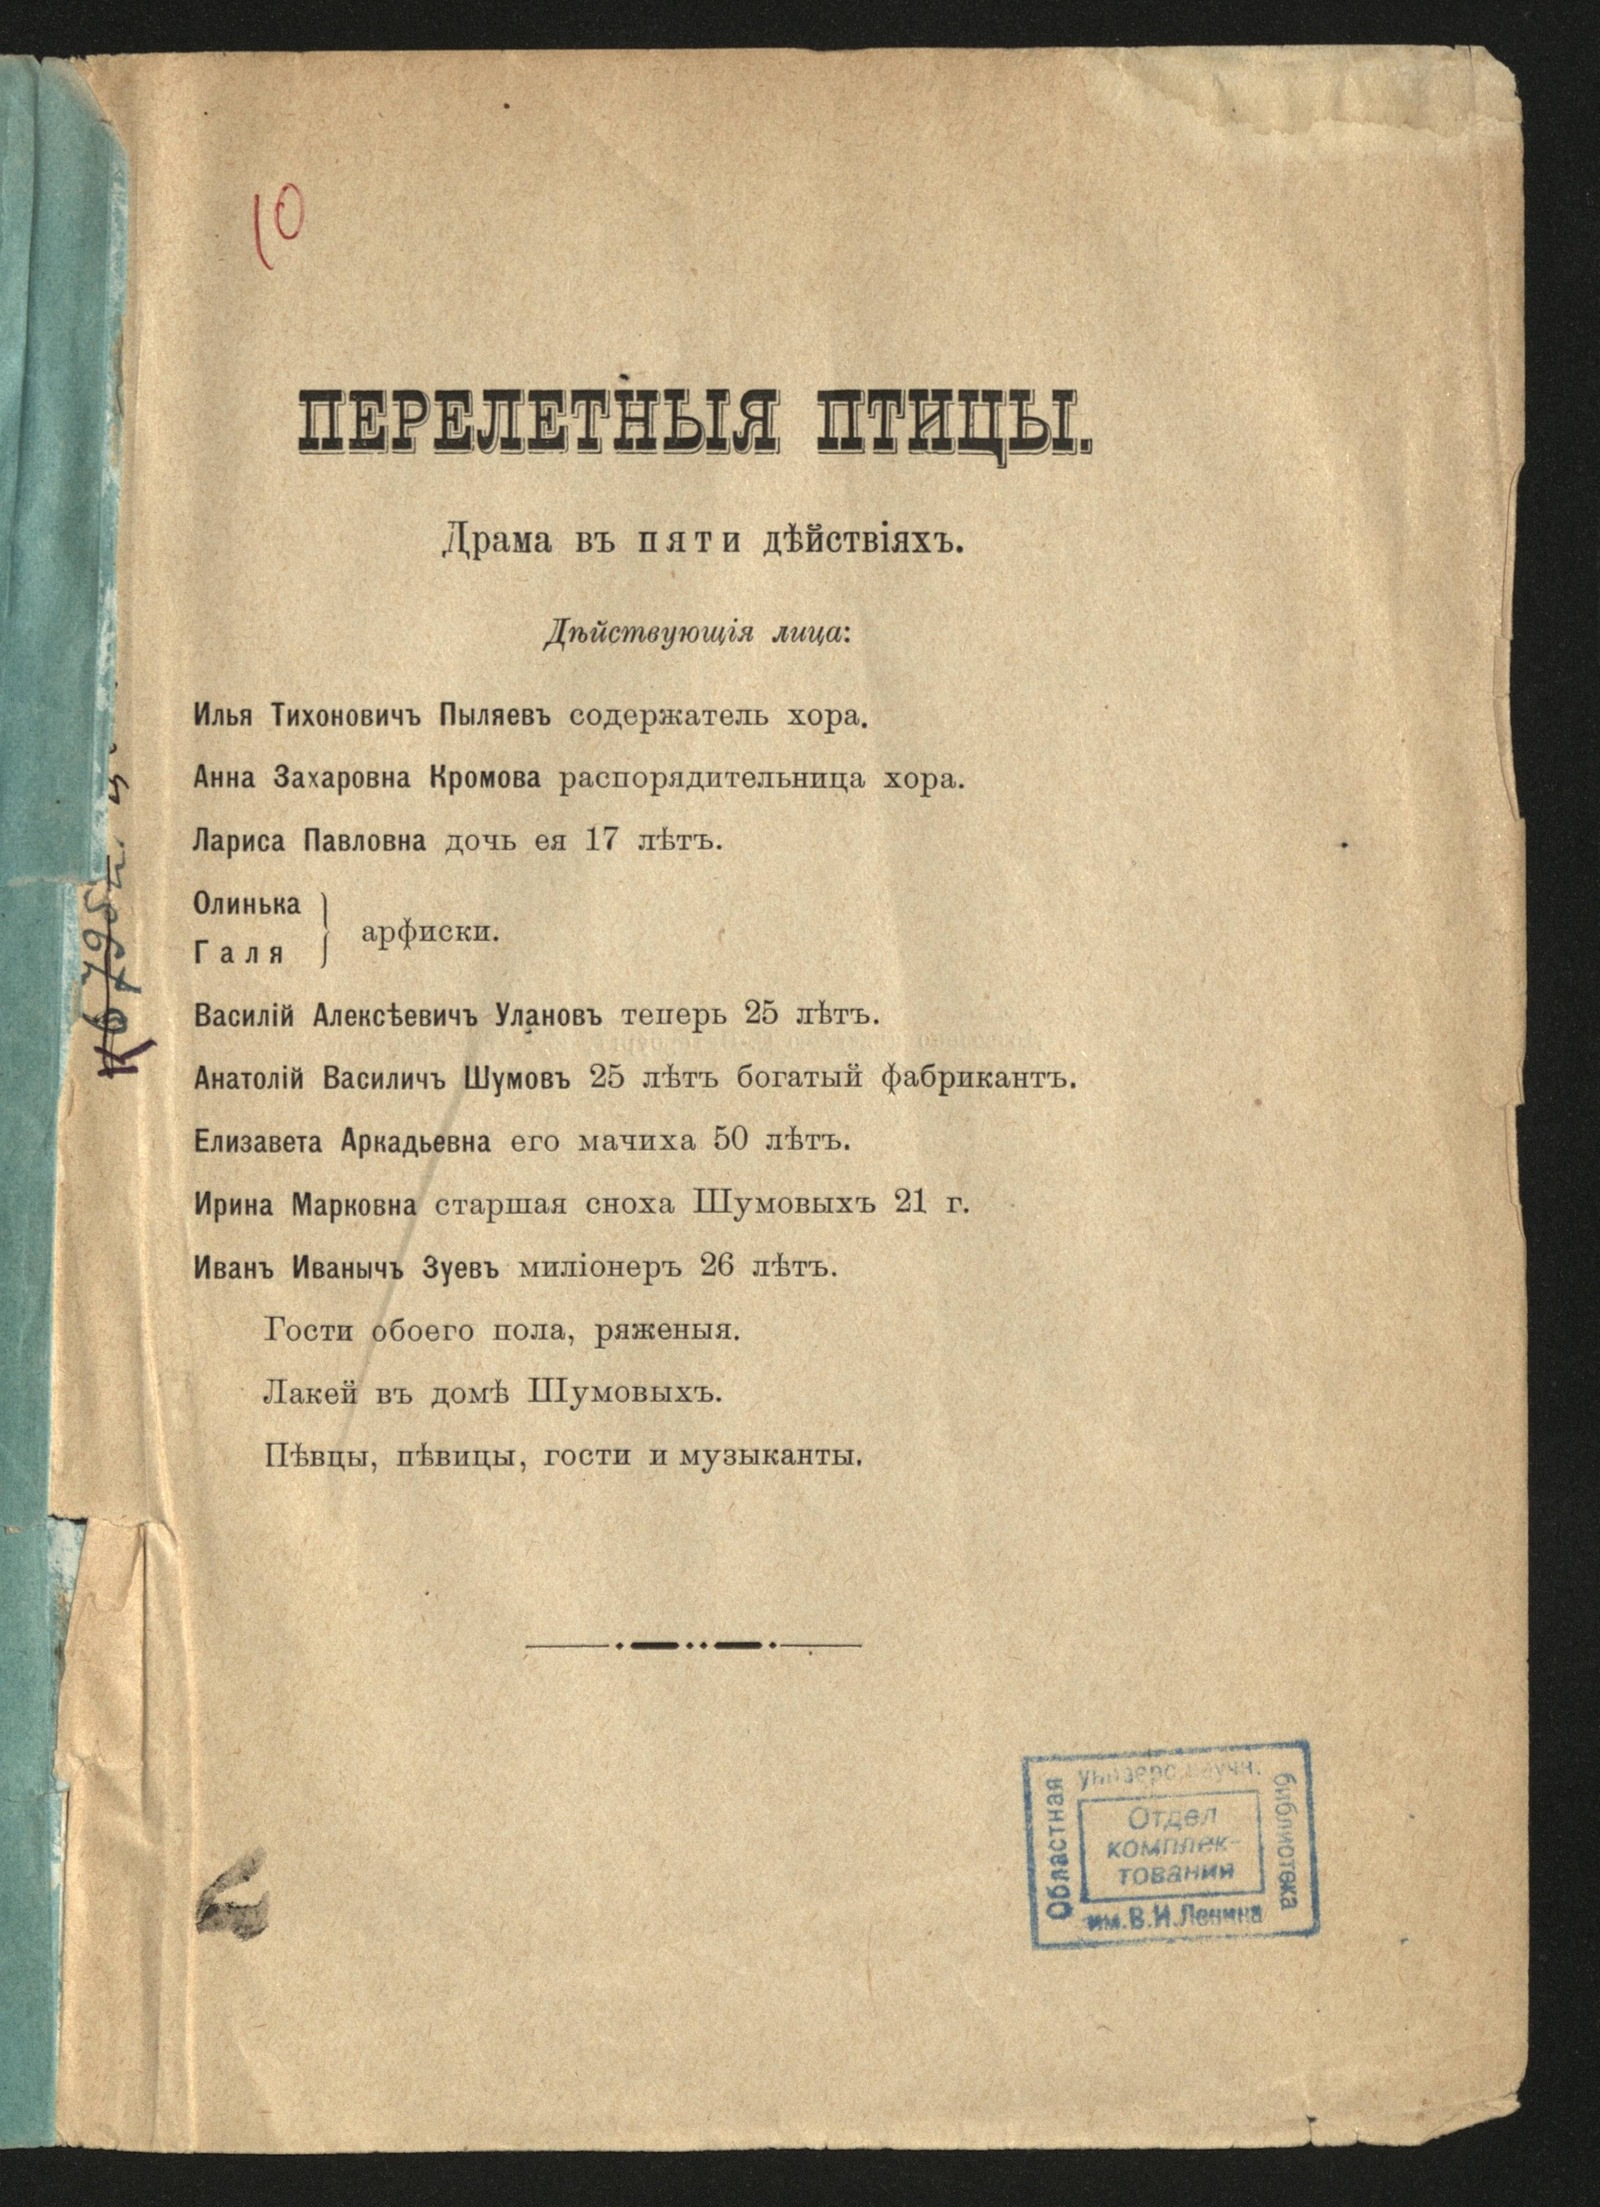 10
ПЕРЕЛЕТНЫЯ ПТИЦЫ.
Драма въ пяти дѣйствіяхъ.
Дѣйствующія лица:
Илья Тихоновичъ Пыляевъ содержатель хора.
Анна Захаровна Кромова распорядительница хора.
Лариса Павловна дочь ея 17 лѣтъ.
Олинька
Галя
арфиски.
Василій Алексѣевичъ Улановъ теперь 25 лѣтъ.
Анатолій Василичъ Шумовъ 25 лѣтъ богатый фабрикантъ.
Елизавета Аркадьевна его мачиха 50 лѣтъ.
Ирина Марковна старшая сноха Шумовыхъ 21 г.
Иванъ Иванычъ Зуевъ миліонеръ 26 лѣтъ.
Гости обоего пола, ряженыя.
Лакей въ домѣ Шумовыхъ.
Пѣвцы, пѣвицы, гости и музыканты.
Областная
универс. научн.
библиотека
им. В.И.Ленина
Отдел
комплек-
тования